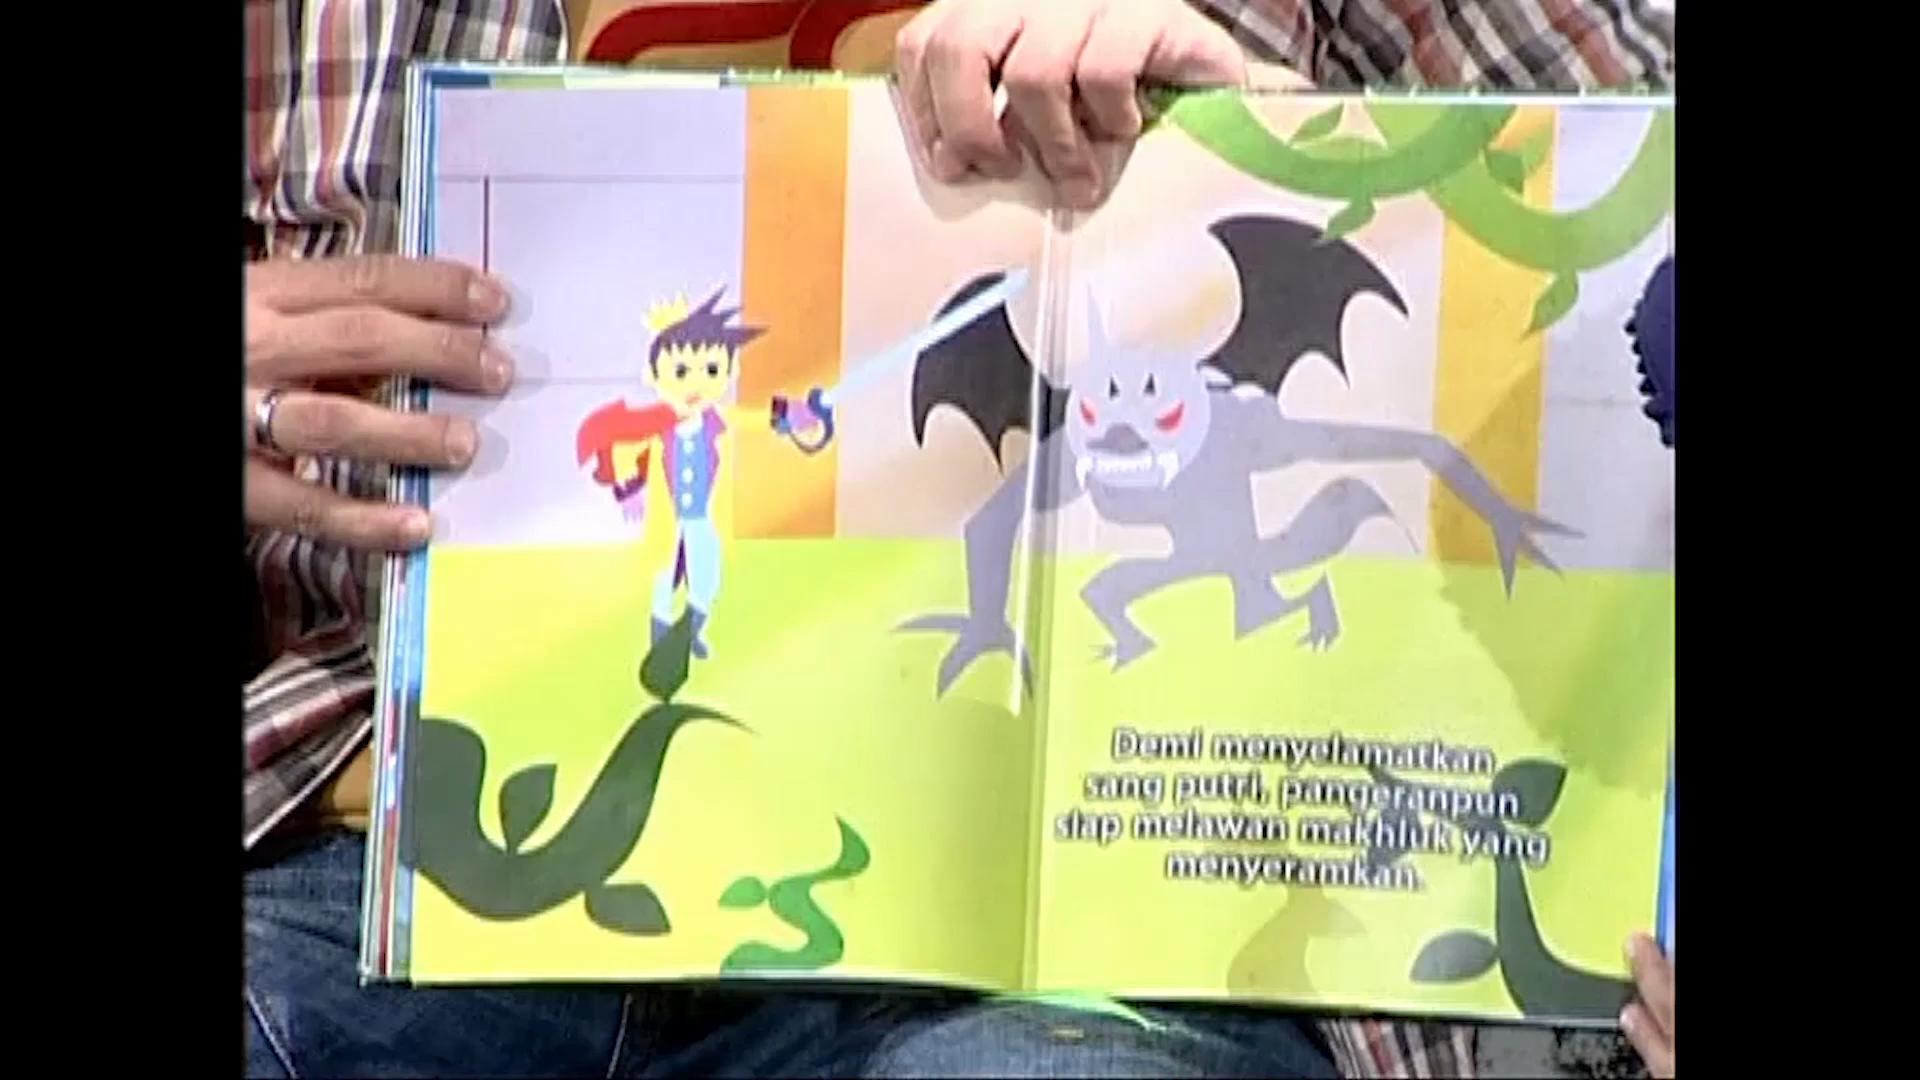 Demi menyelamatkan
sang putri, pangeranpun
siap melawan makhluk yang
menyeramkan.